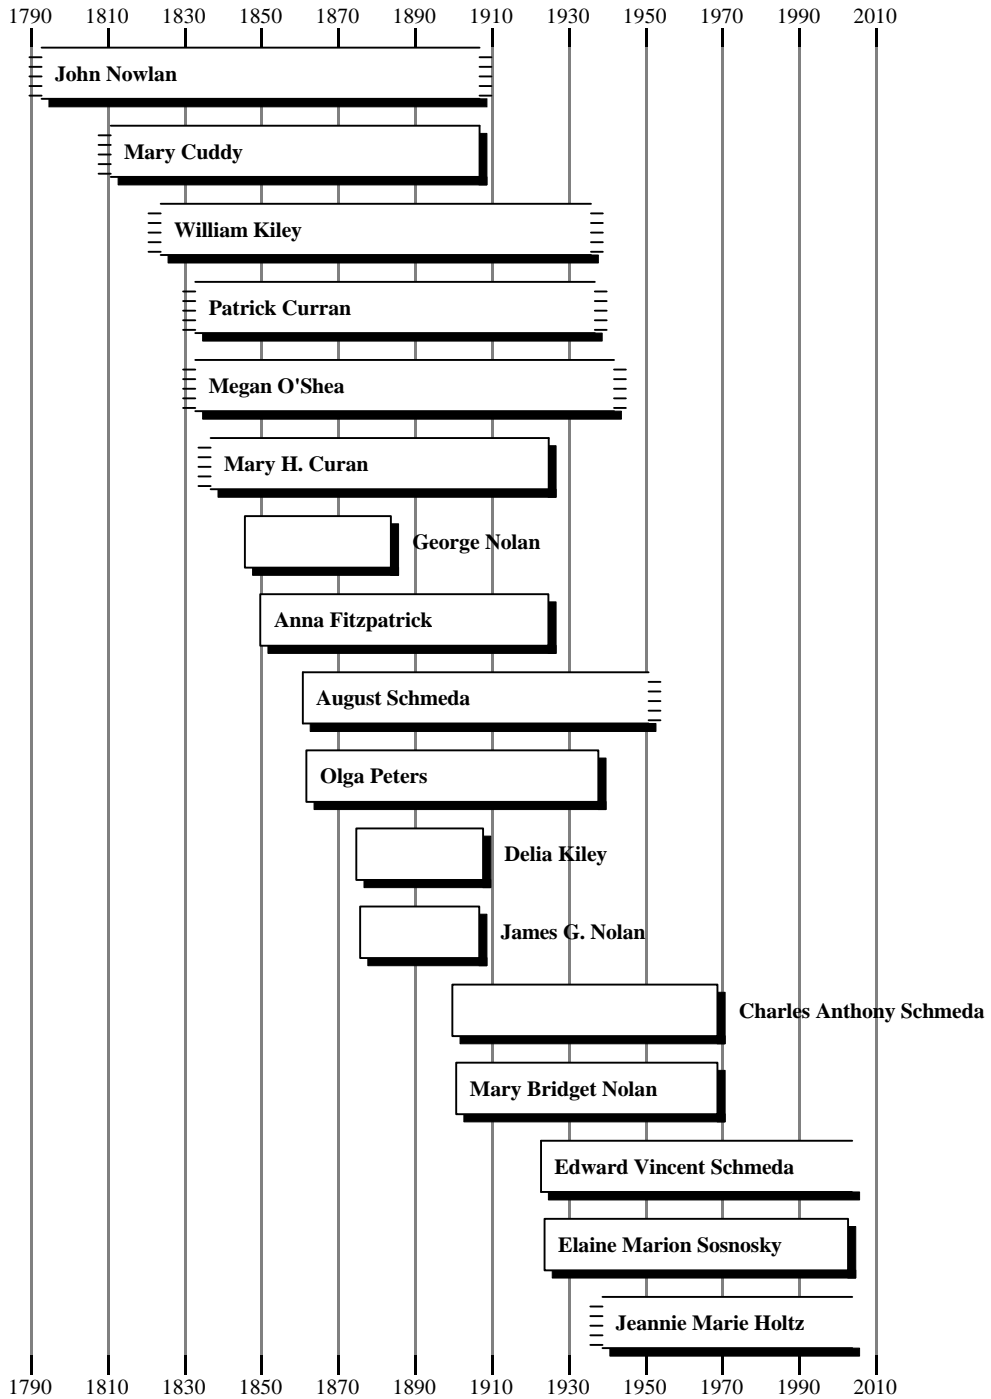 1790 1810 1830 1850 1870 1890 1910 1930 1950 1970 1990 2010
John Nowlan
Mary Cuddy
William Kiley
Patrick Curran
Megan O'Shea
Mary H. Curan
George Nolan
Anna Fitzpatrick
August Schmeda
Olga Peters
Delia Kiley
James G. Nolan
Charles Anthony Schmeda
Mary Bridget Nolan
Edward Vincent Schmeda
Elaine Marion Sosnosky
Jeannie Marie Holtz
1790 1810 1830 1850 1870 1890 1910 1930 1950 1970 1990 2010